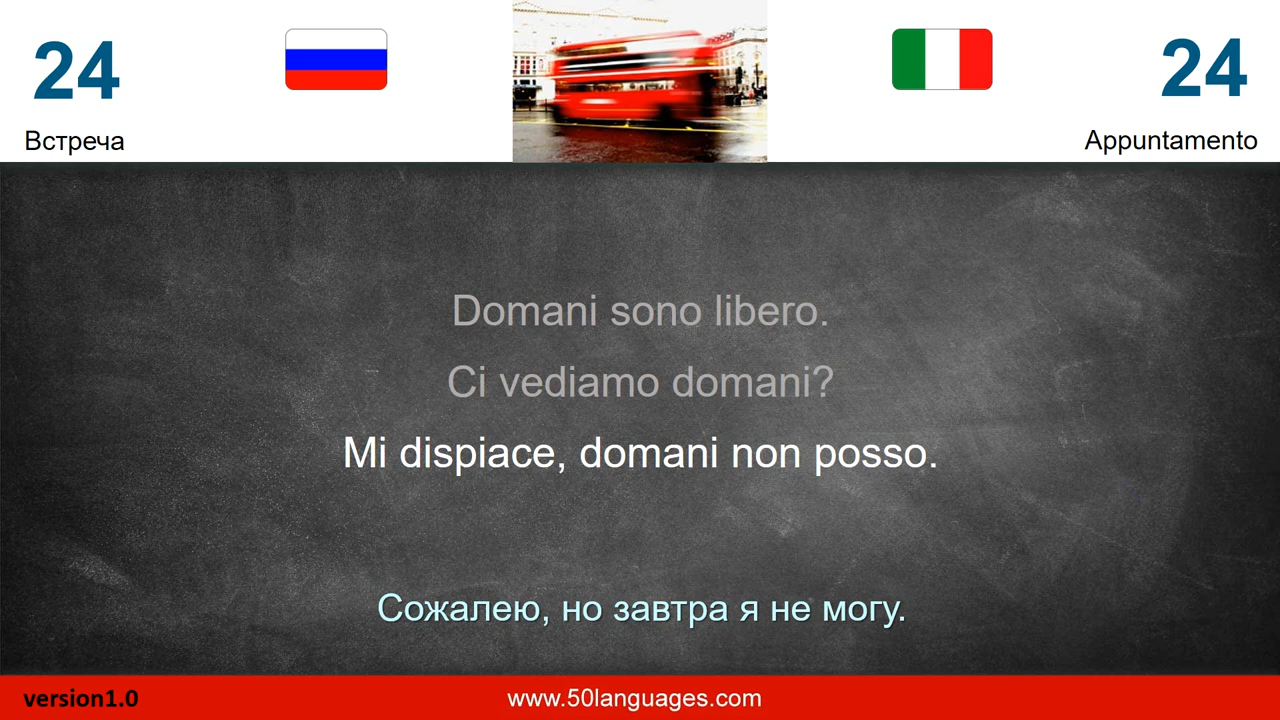 24
24
Встреча
Appuntamento
Domani sono libero.
Ci vediamo domani?
Mi dispiace, domani non posso.
Сожалею, но завтра я не могу.
version1.0
www.50languages.com